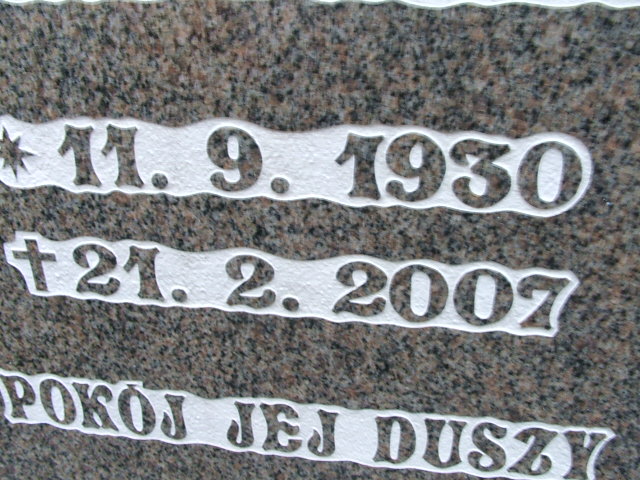 * 11. 9. 1930
† 21. 2. 2007
POKÓJ JEJ DUSZY